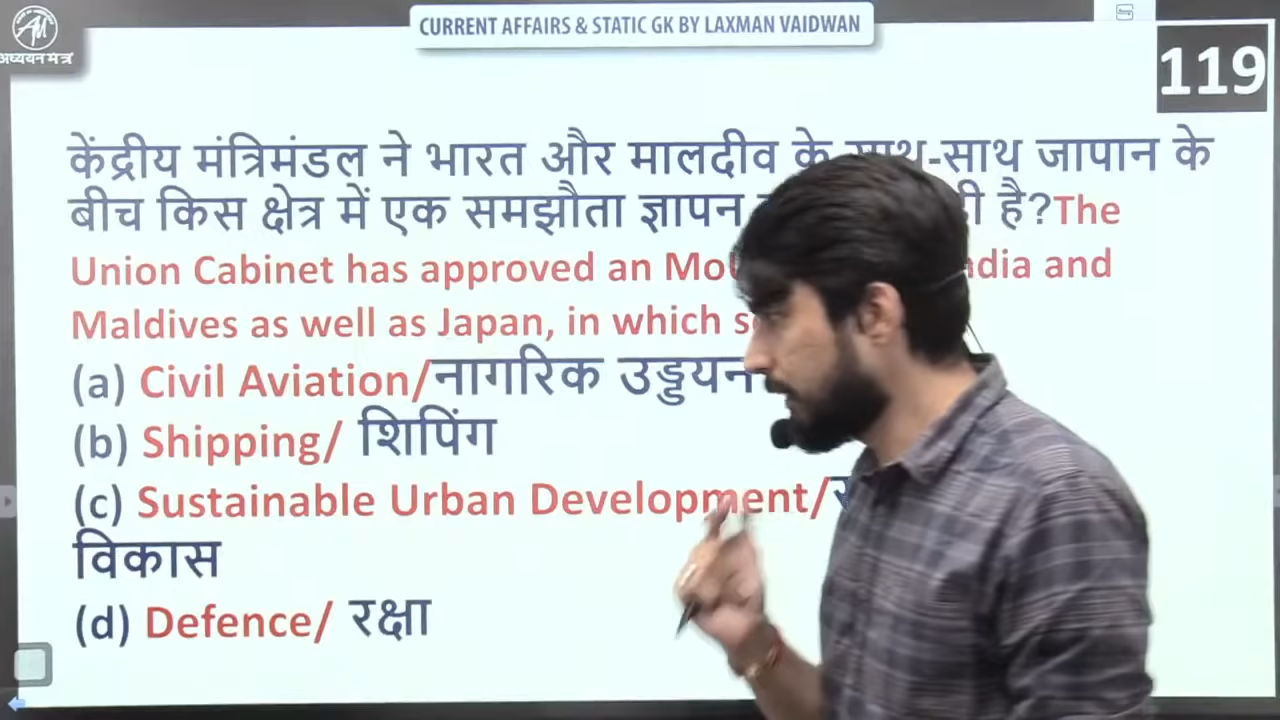 अध्ययन मंत्र
CURRENT AFFAIRS & STATIC GK BY LAXMAN VAIDWAN
119
केंद्रीय मंत्रिमंडल ने भारत और मालदीव के साथ-साथ जापान के
बीच किस क्षेत्र में एक समझौता ज्ञापन है?The
Union Cabinet has approved an and
Maldives as well as Japan, in which
(a) Civil Aviation/नागरिक उड्डयन
(b) Shipping/ शिपिंग
(c) Sustainable Urban Development/
विकास
(d) Defence/ रक्षा